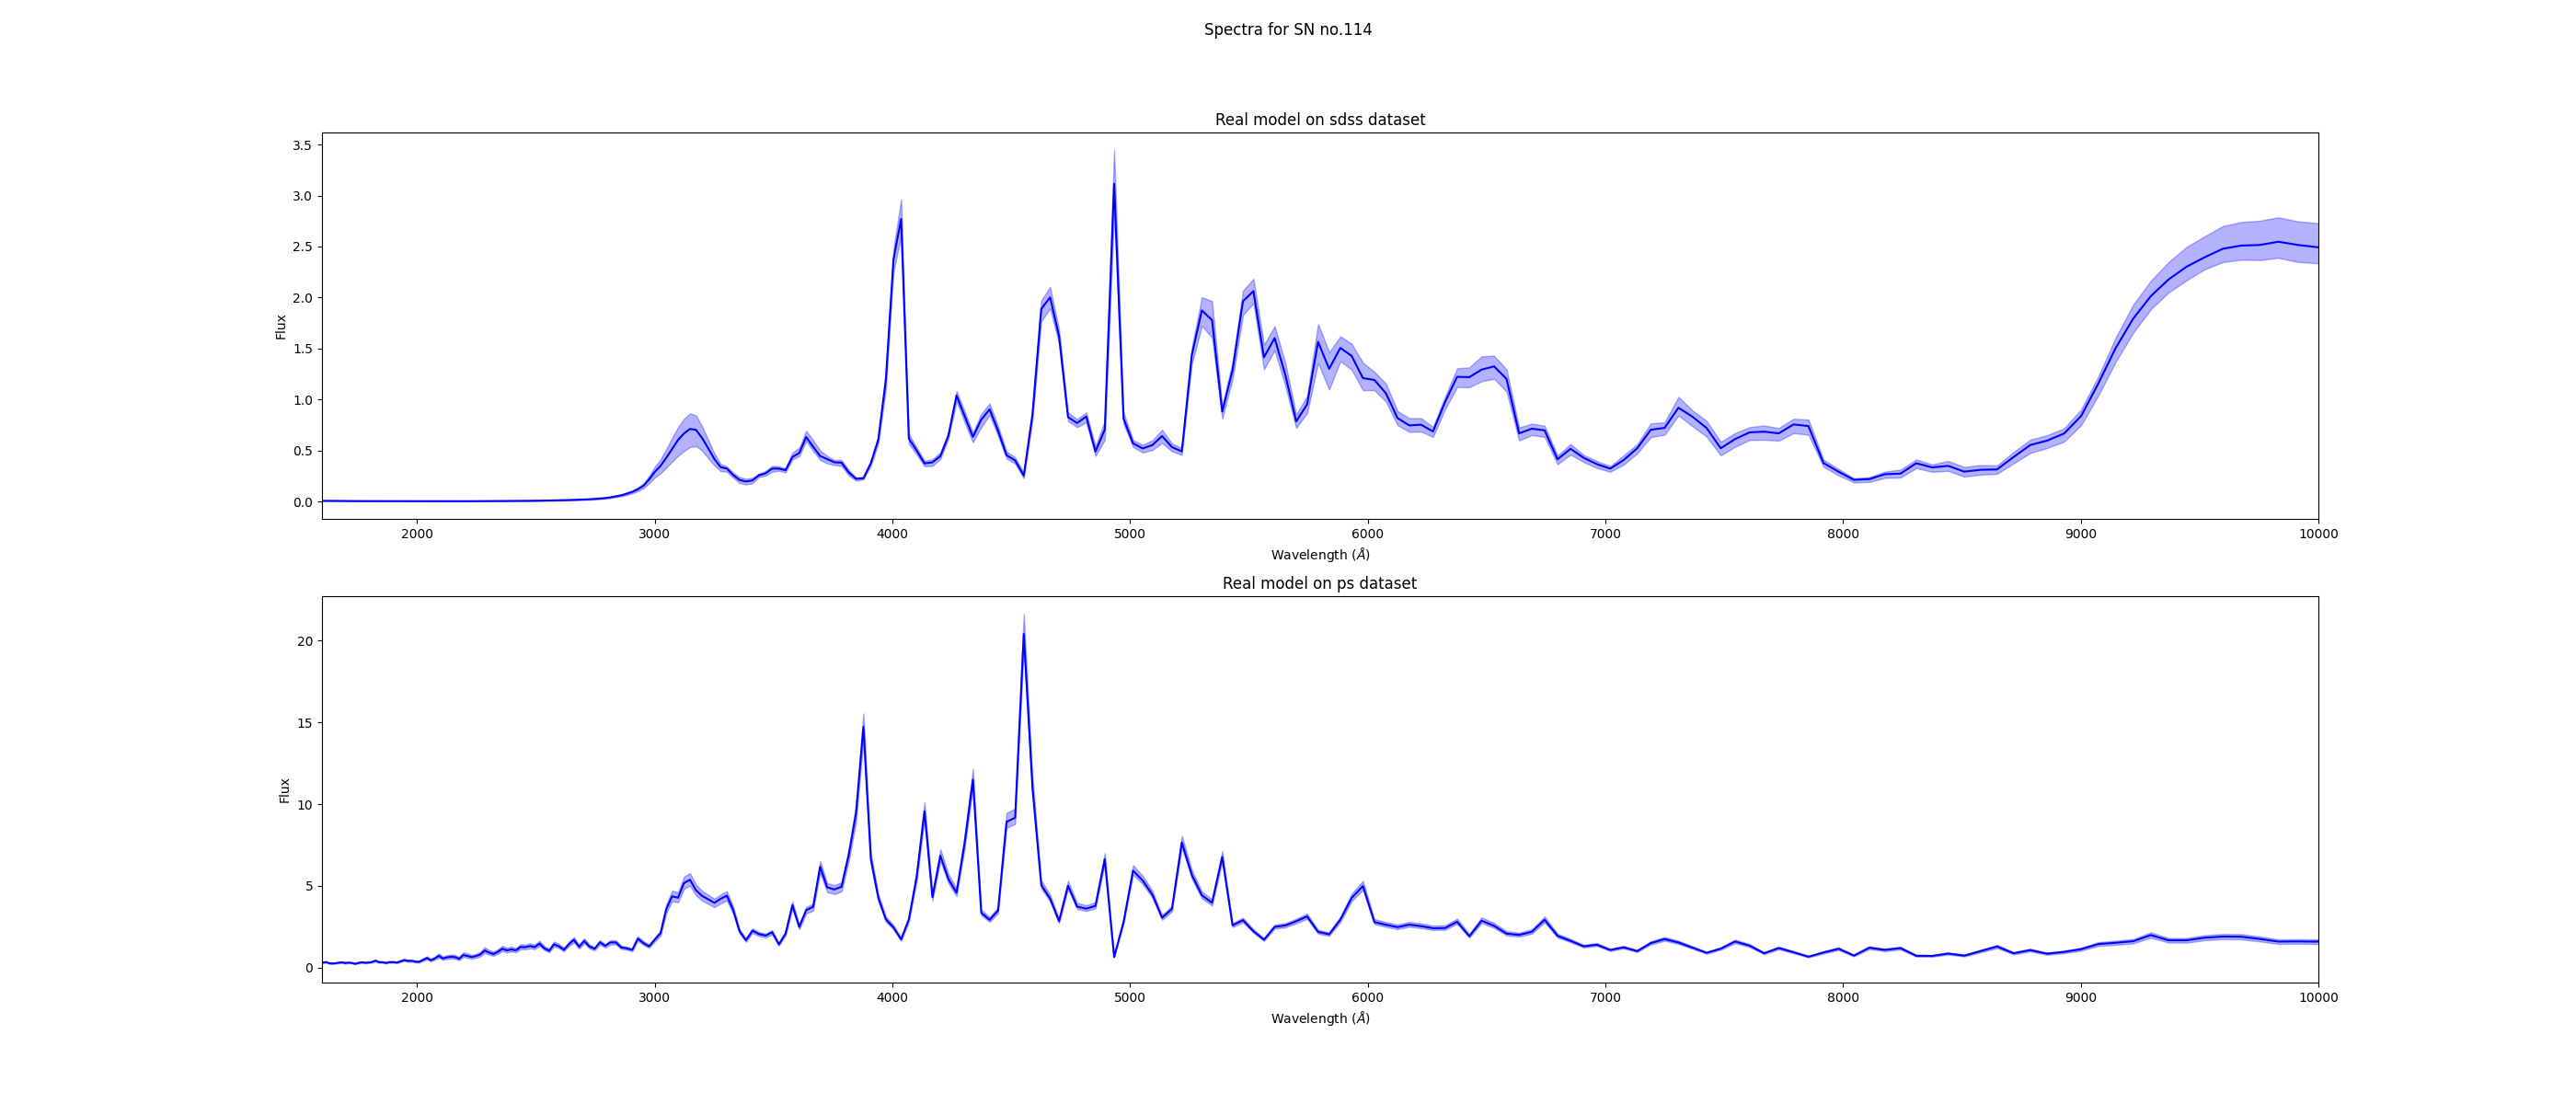 Spectra for SN no.114
Real model on sdss dataset
3.5
3.0
2.5
2.0
1.5
1.0
0.5
0.0
Flux
2000 3000 4000 5000 6000 7000 8000 9000 10000
Wavelength (Å)
Real model on ps dataset
20
15
10
5
0
Flux
2000 3000 4000 5000 6000 7000 8000 9000 10000
Wavelength (Å)